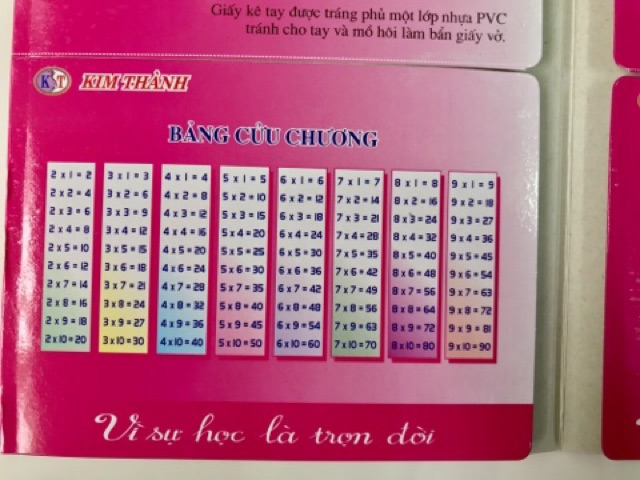 Giấy kê tay được tráng phủ một lớp nhựa PVC
tránh cho tay và mồ hôi làm bẩn giấy vở.
KT KIM THÀNH
BẢNG CỬU CHƯƠNG
2 x 1 = 2
2 x 2 = 4
2 x 3 = 6
2 x 4 = 8
2 x 5 = 10
2 x 6 = 12
2 x 7 = 14
2 x 8 = 16
2 x 9 = 18
2 x 10 = 20
3 x 1 = 3
3 x 2 = 6
3 x 3 = 9
3 x 4 = 12
3 x 5 = 15
3 x 6 = 18
3 x 7 = 21
3 x 8 = 24
3 x 9 = 27
3 x 10 = 30
4 x 1 = 4
4 x 2 = 8
4 x 3 = 12
4 x 4 = 16
4 x 5 = 20
4 x 6 = 24
4 x 7 = 28
4 x 8 = 32
4 x 9 = 36
4 x 10 = 40
5 x 1 = 5
5 x 2 = 10
5 x 3 = 15
5 x 4 = 20
5 x 5 = 25
5 x 6 = 30
5 x 7 = 35
5 x 8 = 40
5 x 9 = 45
5 x 10 = 50
6 x 1 = 6
6 x 2 = 12
6 x 3 = 18
6 x 4 = 24
6 x 5 = 30
6 x 6 = 36
6 x 7 = 42
6 x 8 = 48
6 x 9 = 54
6 x 10 = 60
7 x 1 = 7
7 x 2 = 14
7 x 3 = 21
7 x 4 = 28
7 x 5 = 35
7 x 6 = 42
7 x 7 = 49
7 x 8 = 56
7 x 9 = 63
7 x 10 = 70
8 x 1 = 8
8 x 2 = 16
8 x 3 = 24
8 x 4 = 32
8 x 5 = 40
8 x 6 = 48
8 x 7 = 56
8 x 8 = 64
8 x 9 = 72
8 x 10 = 80
9 x 1 = 9
9 x 2 = 18
9 x 3 = 27
9 x 4 = 36
9 x 5 = 45
9 x 6 = 54
9 x 7 = 63
9 x 8 = 72
9 x 9 = 81
9 x 10 = 90
Vì sự học là trọn đời